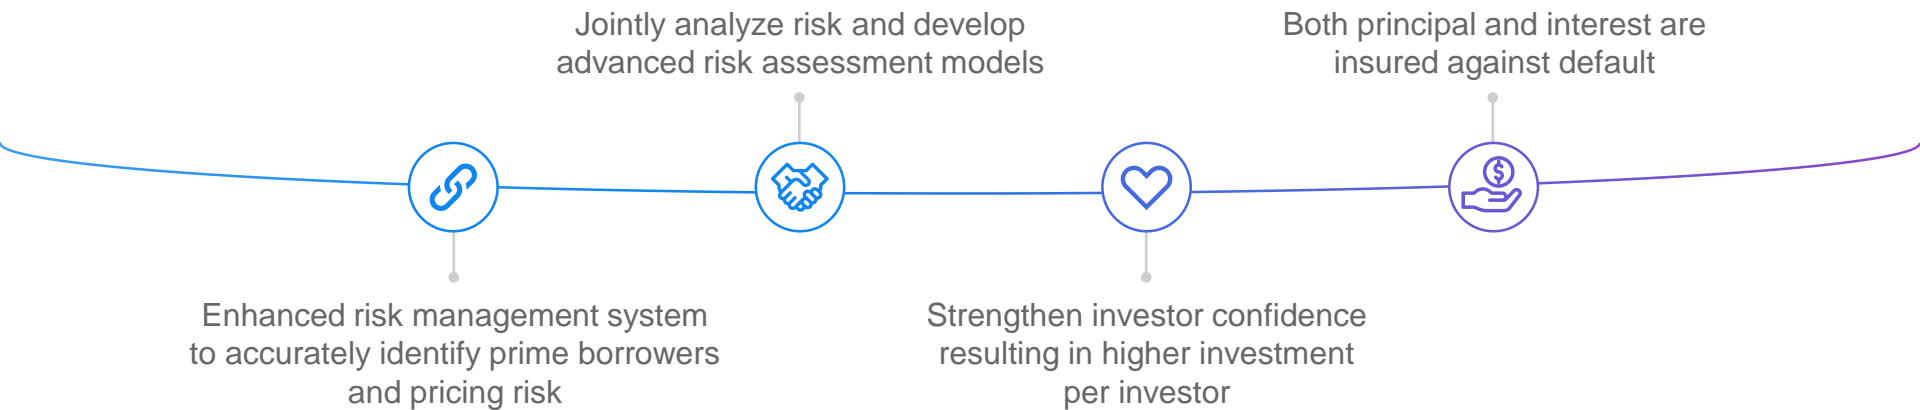 Jointly analyze risk and develop
advanced risk assessment models
Both principal and interest are
insured against default
Enhanced risk management system
to accurately identify prime borrowers
and pricing risk
Strengthen investor confidence
resulting in higher investment
per investor